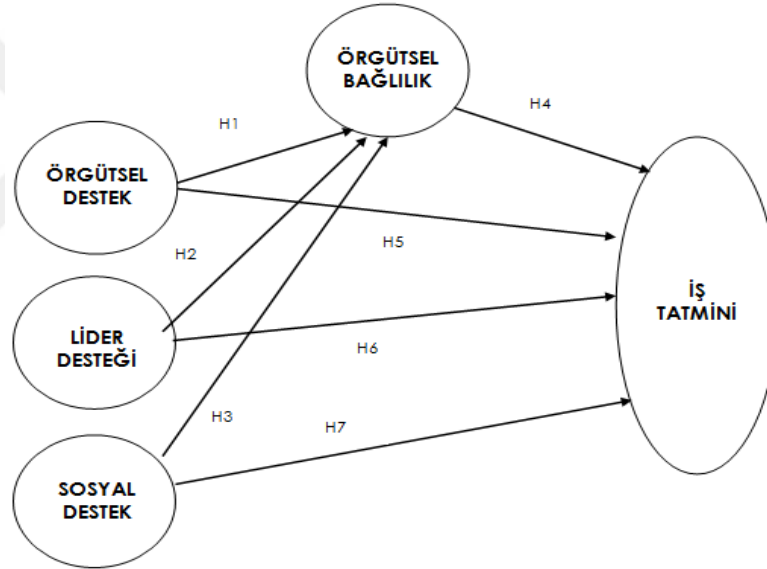 ÖRGÜTSEL
BAĞLILIK
H1
H4
ÖRGÜTSEL
DESTEK
H2
H5
İŞ
TATMİNİ
LİDER
DESTEĞİ
H6
H3
H7
SOSYAL
DESTEK